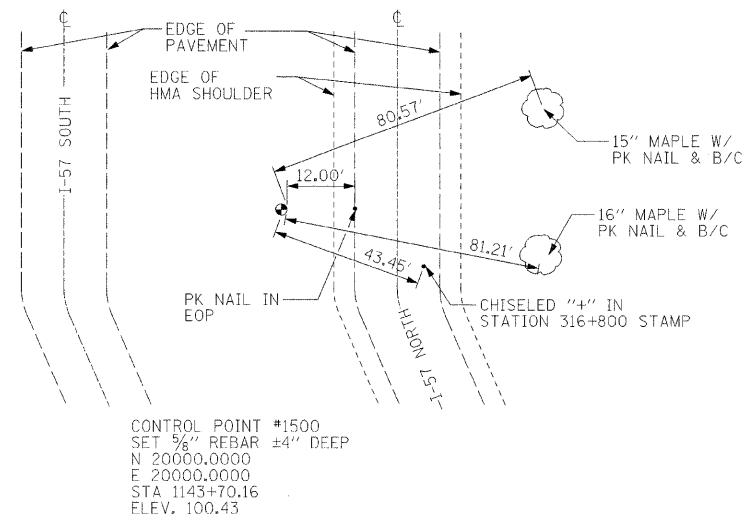 ℄
℄
EDGE OF
PAVEMENT
EDGE OF
HMA SHOULDER
I-57 SOUTH
80.57'
15" MAPLE W/
PK NAIL & B/C
12.00'
16" MAPLE W/
PK NAIL & B/C
81.21'
43.45'
PK NAIL IN
EOP
CHISELED "+" IN
STATION 316+800 STAMP
I-57 NORTH
CONTROL POINT #1500
SET 5/8" REBAR ±4" DEEP
N 20000.0000
E 20000.0000
STA 1143+70.16
ELEV. 100.43